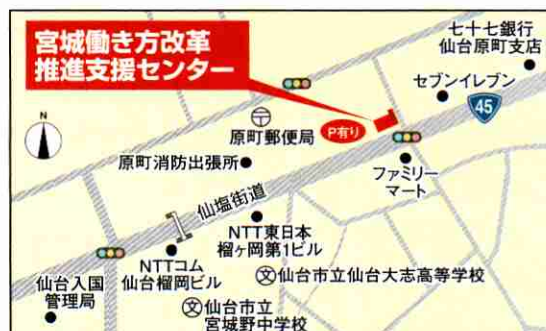 宮城働き方改革
推進支援センター
七十七銀行
仙台原町支店
セブンイレブン
45
N
原町郵便局
P有り
原町消防出張所
ファミリー
マート
仙塩街道
NTT東日本
榴ヶ岡第1ビル
NTTコム
仙台榴岡ビル
仙台入国
管理局
文仙台市立仙台大志高等学校
文仙台市立
宮城野中学校